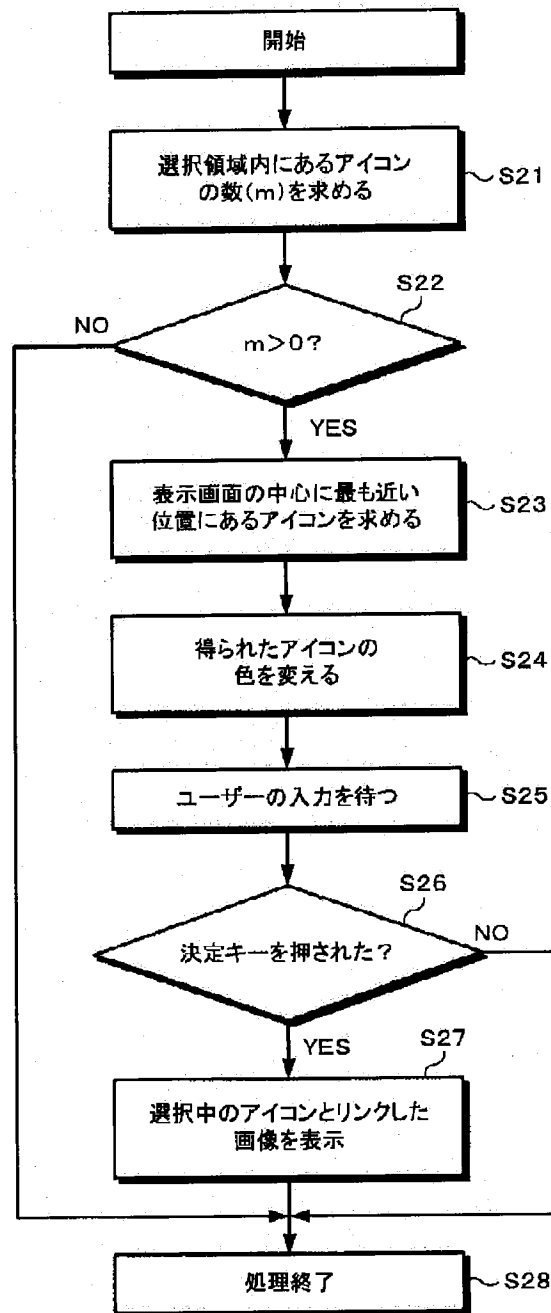 開始
選択領域内にあるアイコン
の数(m)を求める
S21
S22
NO
m>0?
YES
表示画面の中心に最も近い
位置にあるアイコンを求める
S23
得られたアイコンの
色を変える
S24
ユーザーの入力を待つ
S25
S26
決定キーを押された?
NO
YES
S27
選択中のアイコンとリンクした
画像を表示
処理終了
S28